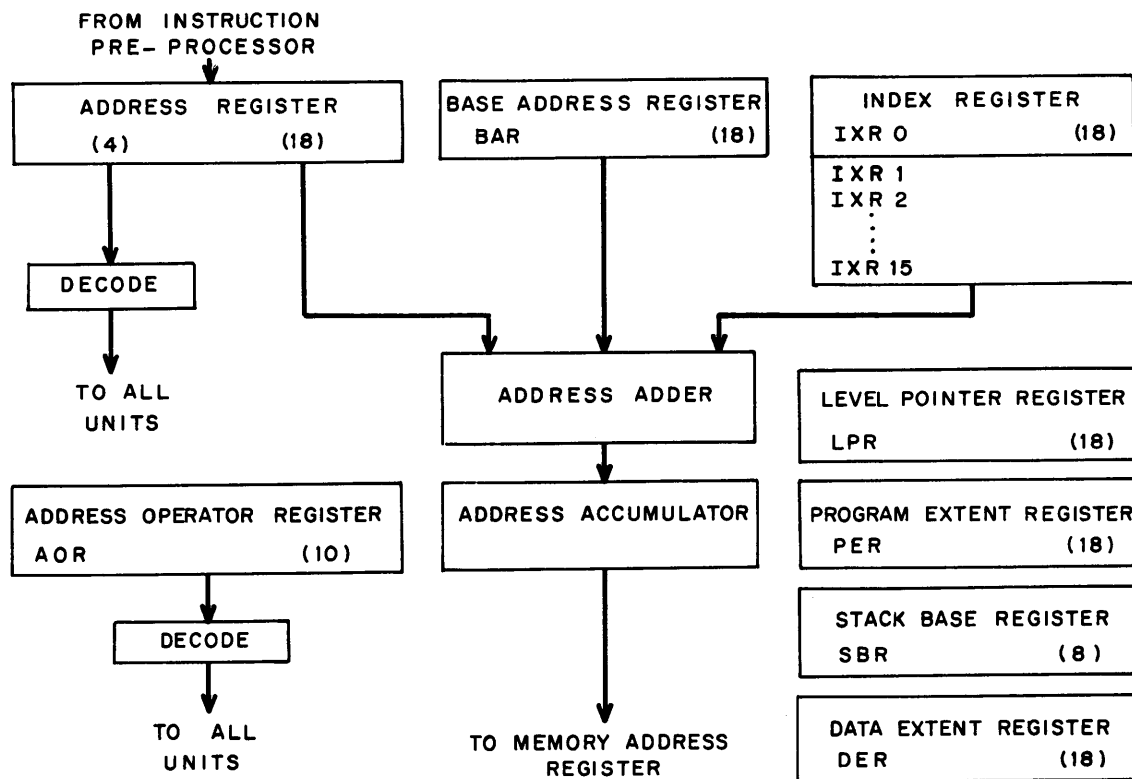 FROM INSTRUCTION
PRE- PROCESSOR
ADDRESS REGISTER
(4) (18)
BASE ADDRESS REGISTER
BAR (18)
INDEX REGISTER
IXR 0 (18)
IXR 1
IXR 2
IXR 15
DECODE
TO ALL
UNITS
ADDRESS ADDER
LEVEL POINTER REGISTER
LPR (18)
ADDRESS OPERATOR REGISTER
AOR (10)
ADDRESS ACCUMULATOR
PROGRAM EXTENT REGISTER
PER (18)
DECODE
STACK BASE REGISTER
SBR (8)
TO ALL
UNITS
TO MEMORY ADDRESS
REGISTER
DATA EXTENT REGISTER
DER (18)